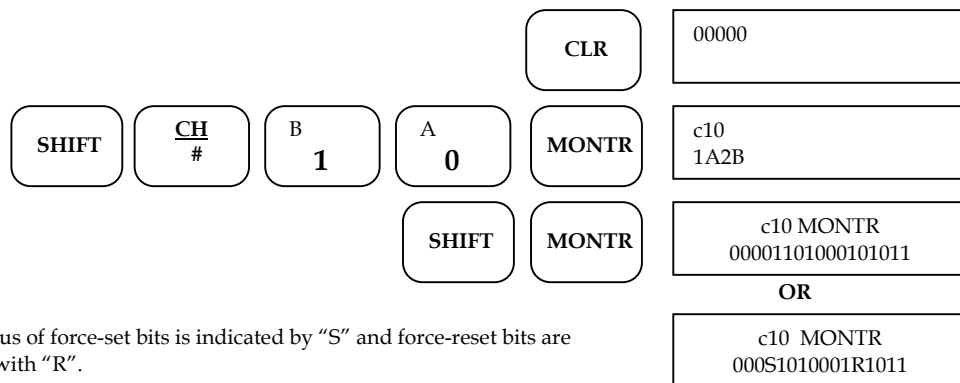 CLR
00000
SHIFT
CH
#
B
1
A
0
MONTR
c10
1A2B
SHIFT
MONTR
c10 MONTR
00001101000101011
OR
us of force-set bits is indicated by “S” and force-reset bits are
with “R”.
c10 MONTR
000S1010001R1011